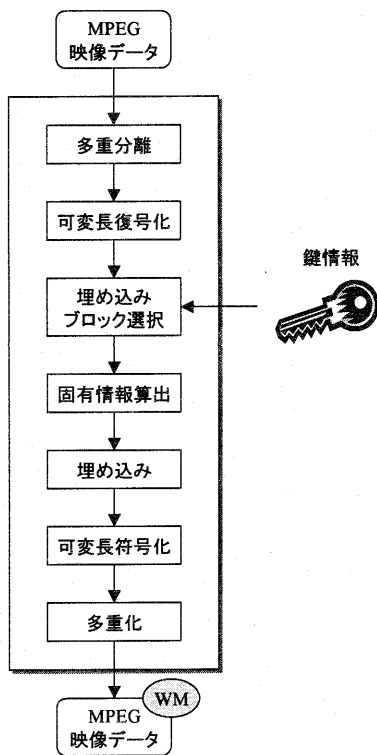 MPEG
映像データ
多重分離
可変長復号化
鍵情報
埋め込み
ブロック選択
固有情報算出
埋め込み
可変長符号化
多重化
WM
MPEG
映像データ